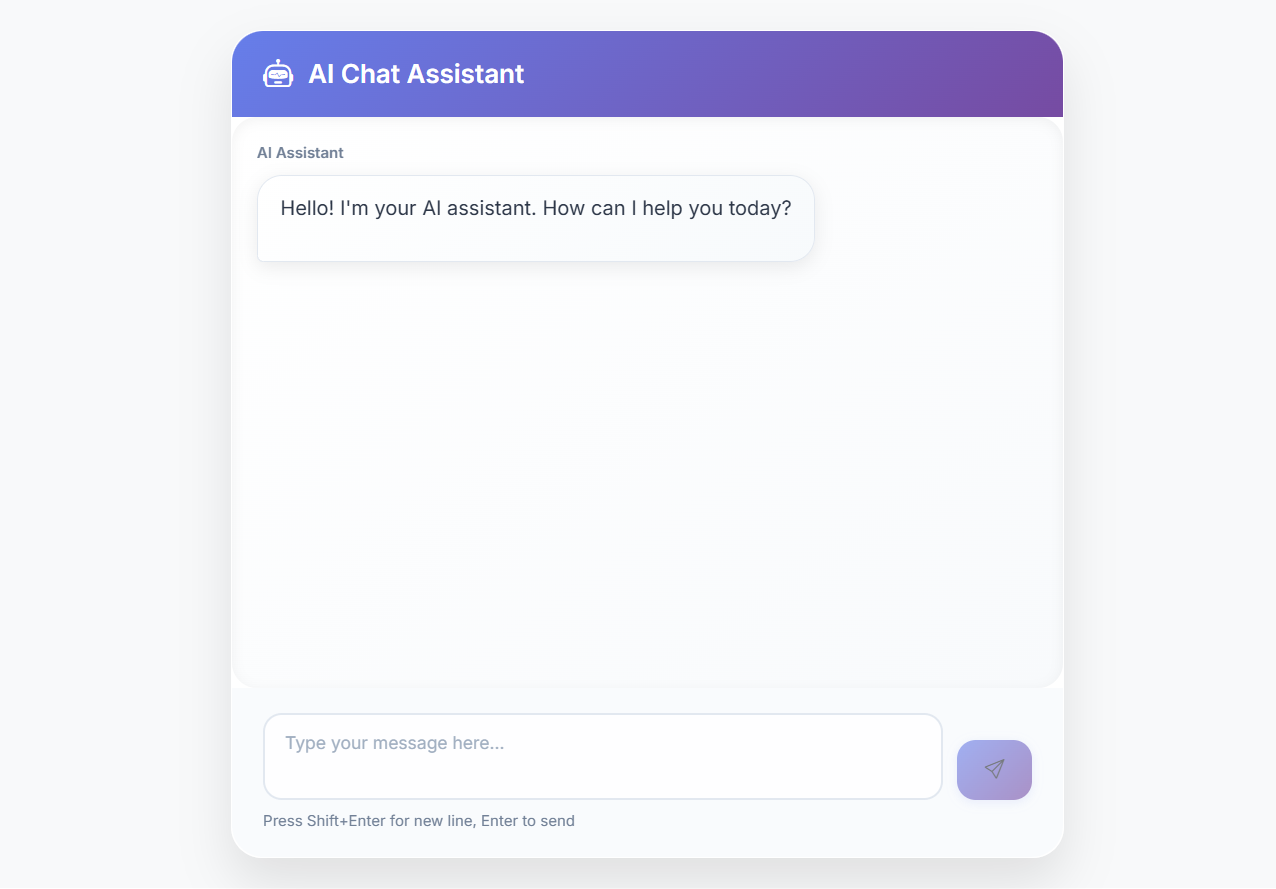 AI Chat Assistant
AI Assistant
Hello! I'm your AI assistant. How can I help you today?
Type your message here...
Press Shift+Enter for new line, Enter to send